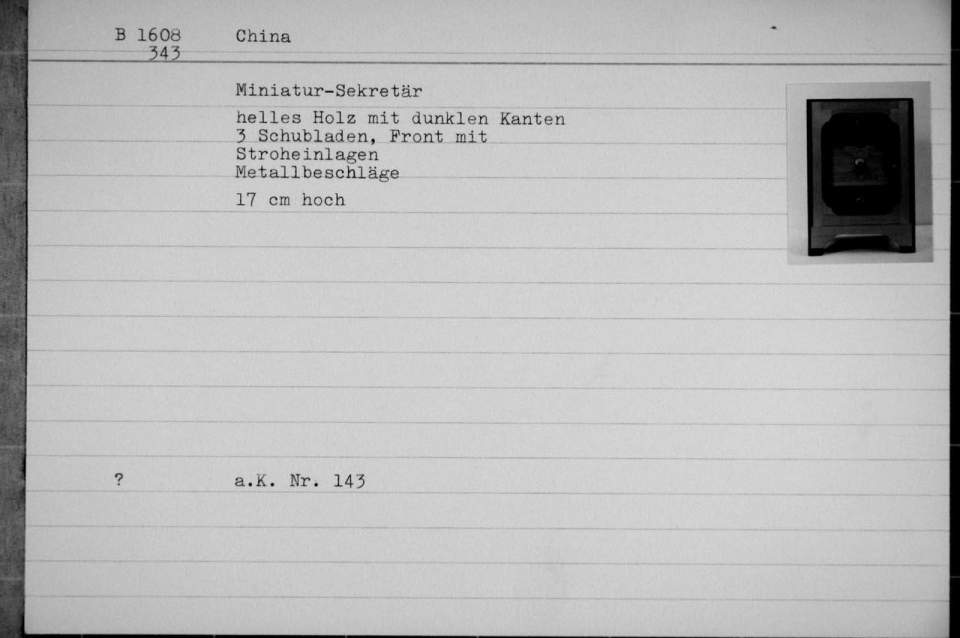 B 1608 China
343
Miniatur-Sekretär
helles Holz mit dunklen Kanten
3 Schubladen, Front mit
Stroheinlagen
Metallbeschläge
17 cm hoch
? a.K. Nr. 143